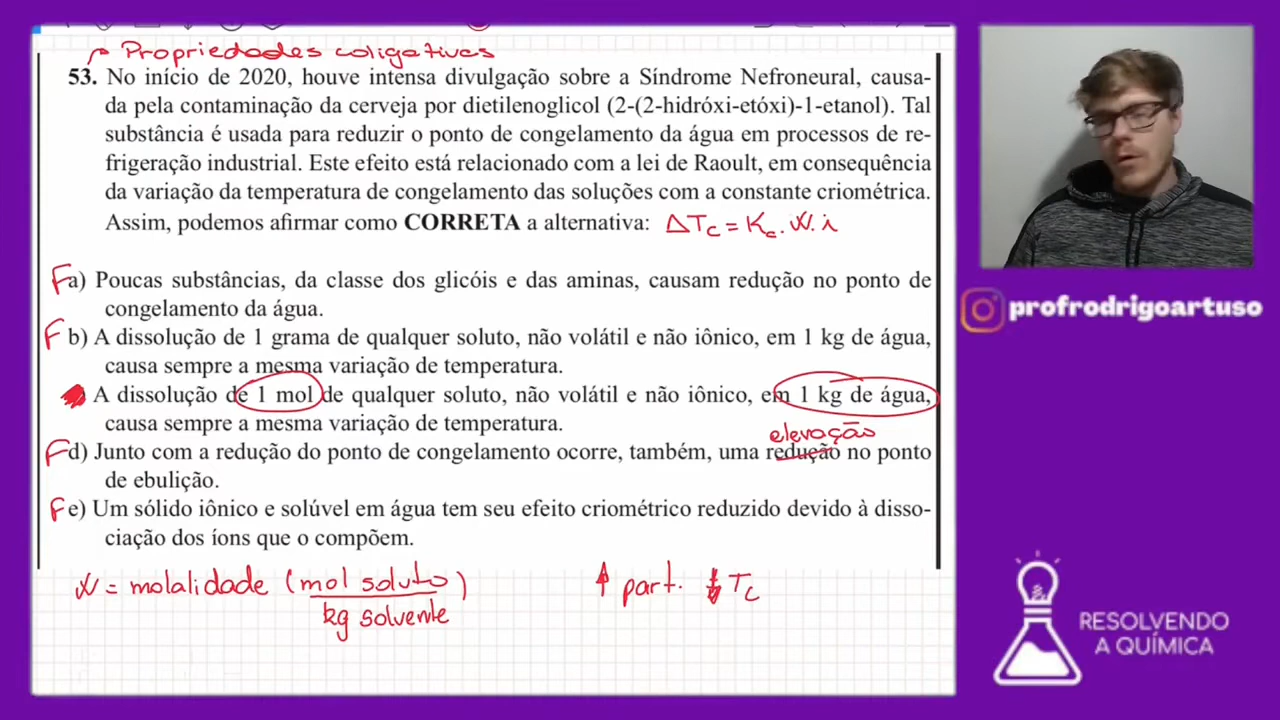 Propriedades coligativas
53. No início de 2020, houve intensa divulgação sobre a Síndrome Nefroneural, causa-
da pela contaminação da cerveja por dietilenoglicol (2-(2-hidróxi-etóxi)-1-etanol). Tal
substância é usada para reduzir o ponto de congelamento da água em processos de re-
frigeração industrial. Este efeito está relacionado com a lei de Raoult, em consequência
da variação da temperatura de congelamento das soluções com a constante criométrica.
Assim, podemos afirmar como CORRETA a alternativa: ΔTc = Kc . W . i
F a) Poucas substâncias, da classe dos glicóis e das aminas, causam redução no ponto de
congelamento da água.
F b) A dissolução de 1 grama de qualquer soluto, não volátil e não iônico, em 1 kg de água,
causa sempre a mesma variação de temperatura.
A dissolução de 1 mol de qualquer soluto, não volátil e não iônico, em 1 kg de água,
causa sempre a mesma variação de temperatura.
elevação
F d) Junto com a redução do ponto de congelamento ocorre, também, uma redução no ponto
de ebulição.
F e) Um sólido iônico e solúvel em água tem seu efeito criométrico reduzido devido à disso-
ciação dos íons que o compõem.
W = molalidade (mol soluto)
kg solvente
↑ part. ↓ Tc
profrodrigoartuso
RESOLVENDO
A QUÍMICA